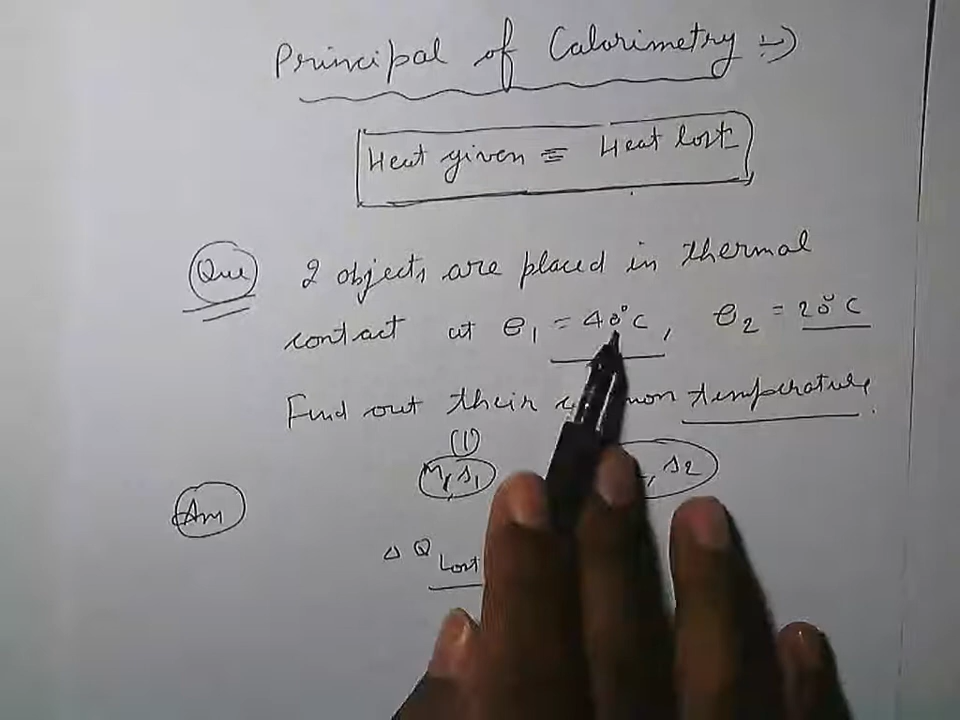 Principal of Calorimetry :-)
Heat given = Heat lost
Que 2 objects are placed in thermal
contact at θ1 = 40°C, θ2 = 20°C
Find out their temperature.
(1)
M1, s1 , s2
Ans
Δ Q Lost